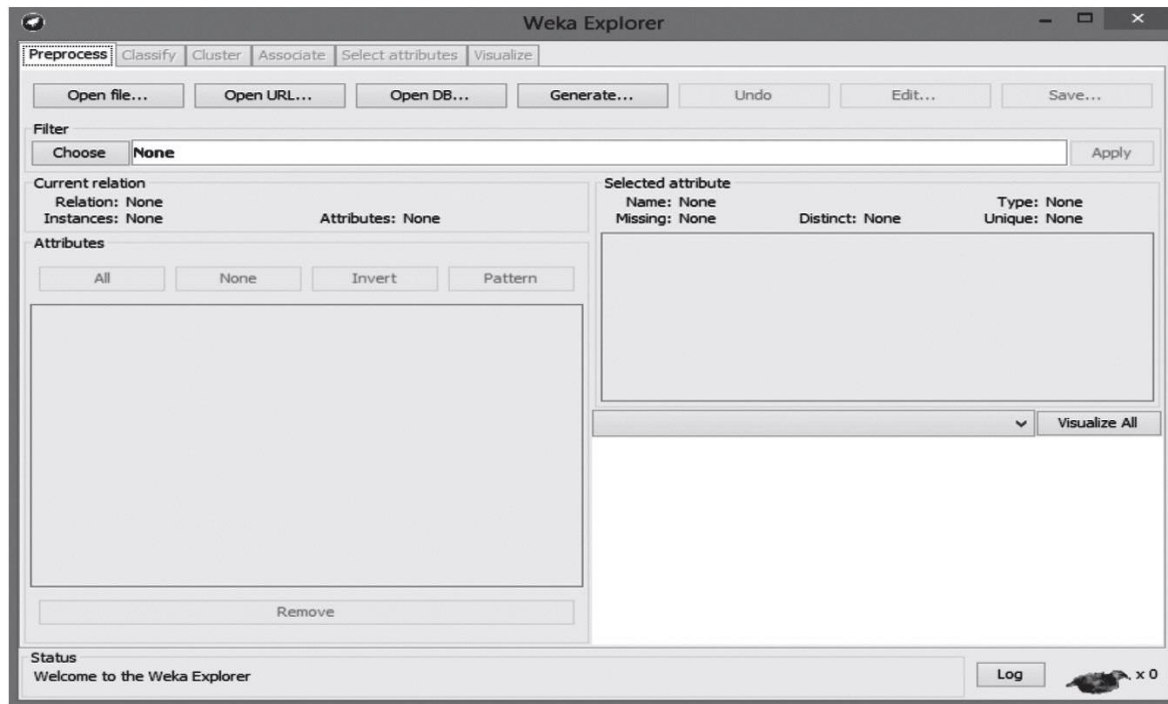 Weka Explorer
Preprocess Classify Cluster Associate Select attributes Visualize
Open file... Open URL... Open DB... Generate... Undo Edit... Save...
Filter
Choose None Apply
Current relation
Relation: None
Instances: None Attributes: None
Selected attribute
Name: None Type: None
Missing: None Distinct: None Unique: None
Attributes
All None Invert Pattern
Visualize All
Remove
Status
Welcome to the Weka Explorer
Log x 0